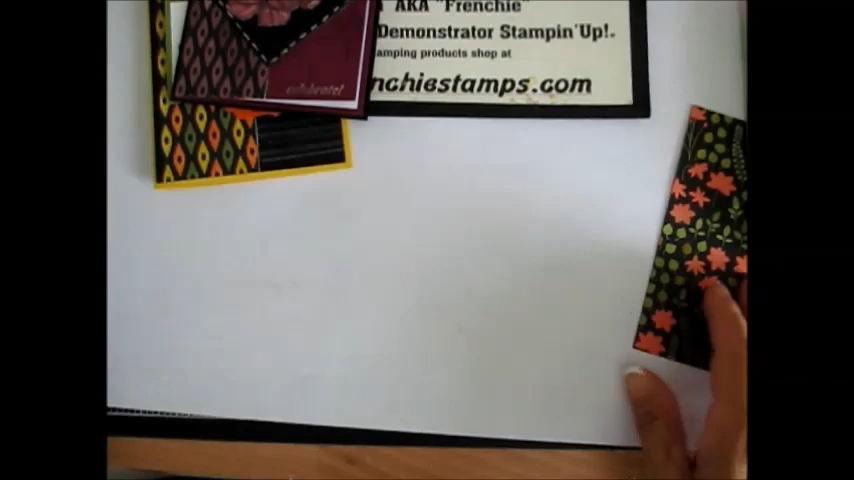 AKA "Frenchie"
Demonstrator Stampin'Up!.
amping products shop at
nchiestamps.com
celebrate!